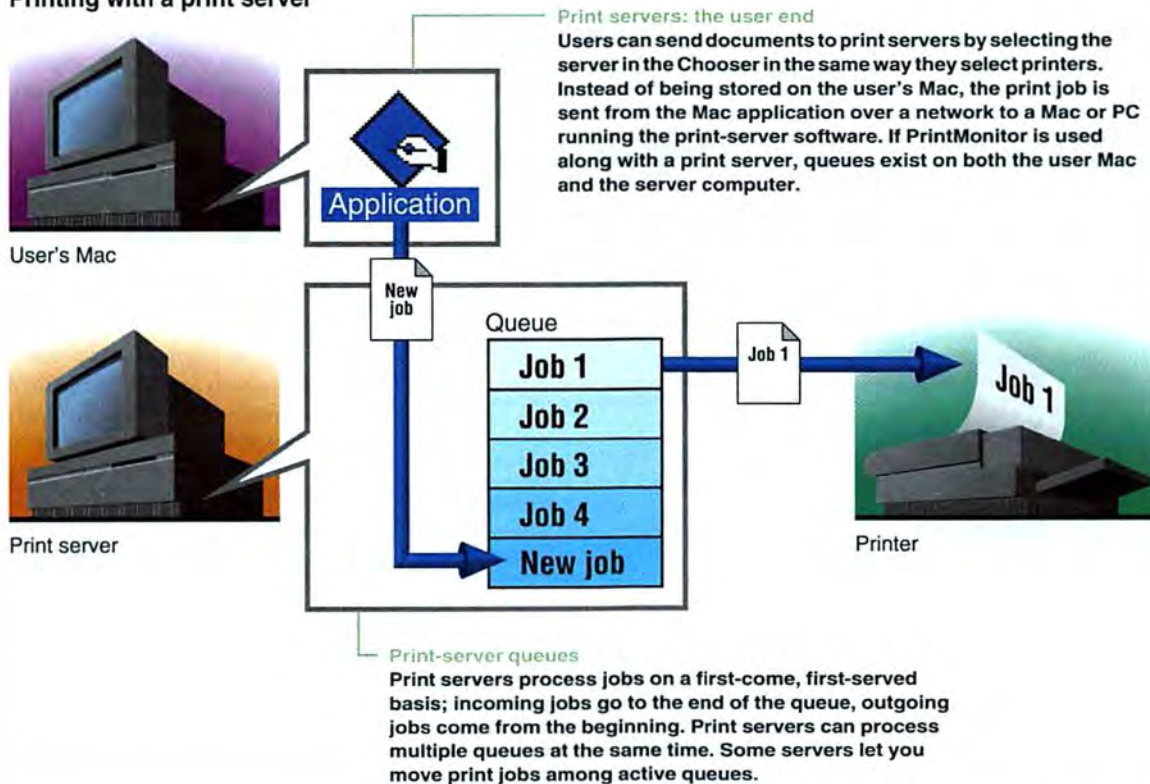 Printing with a print server
Print servers: the user end
Users can send documents to print servers by selecting the
server in the Chooser in the same way they select printers.
Instead of being stored on the user's Mac, the print job is
sent from the Mac application over a network to a Mac or PC
running the print-server software. If PrintMonitor is used
along with a print server, queues exist on both the user Mac
and the server computer.
Application
User's Mac
New
job
Queue
Job 1
Job 2
Job 3
Job 4
New job
Job 1
Job 1
Print server
Printer
Print-server queues
Print servers process jobs on a first-come, first-served
basis; incoming jobs go to the end of the queue, outgoing
jobs come from the beginning. Print servers can process
multiple queues at the same time. Some servers let you
move print jobs among active queues.